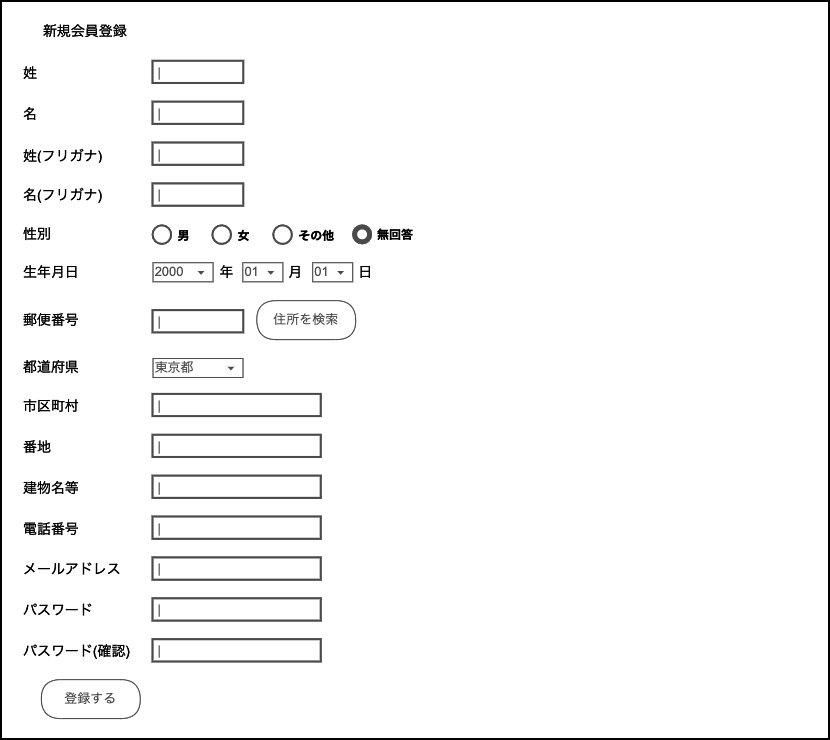 新規会員登録
姓
名
姓(フリガナ)
名(フリガナ)
性別 男 女 その他 無回答
生年月日 2000 年 01 月 01 日
郵便番号 住所を検索
都道府県 東京都
市区町村
番地
建物名等
電話番号
メールアドレス
パスワード
パスワード(確認)
登録する